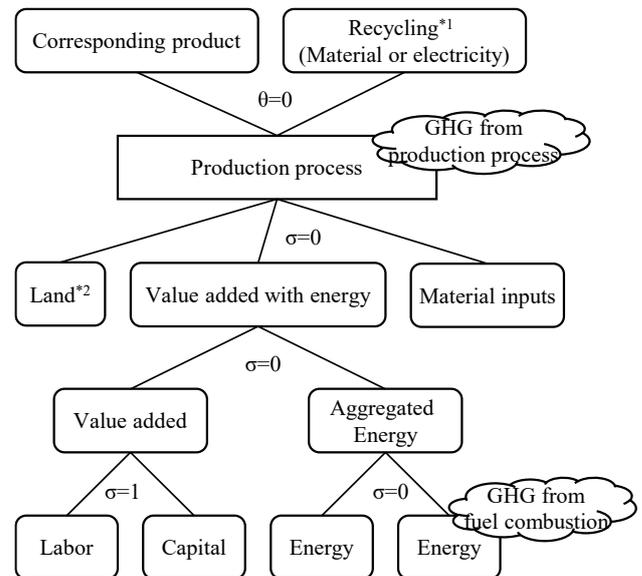 Corresponding product
Recycling*1
(Material or electricity)
θ=0
GHG from
production process
Production process
σ=0
Land*2
Value added with energy
Material inputs
σ=0
Value added
Aggregated
Energy
σ=1
σ=0
GHG from
fuel combustion
Labor
Capital
Energy
Energy